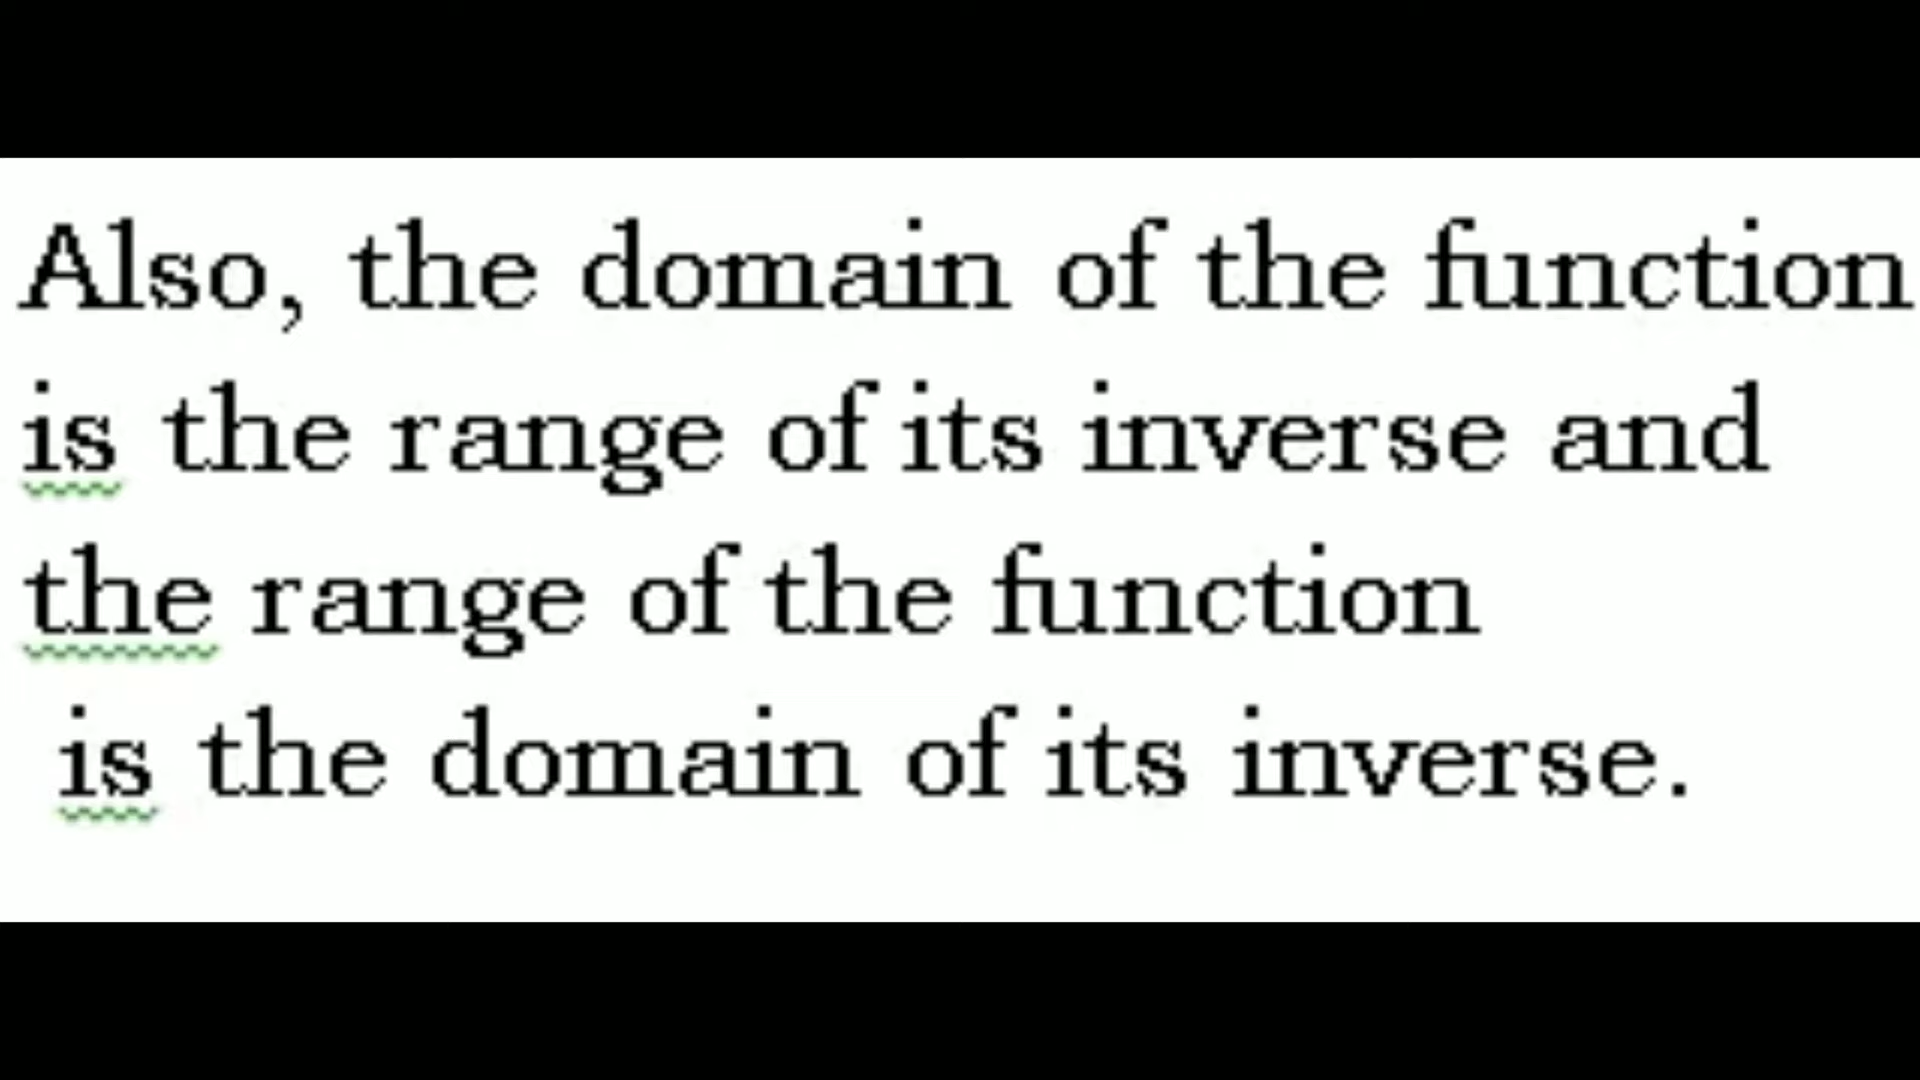 Also, the domain of the function
is the range of its inverse and
the range of the function
is the domain of its inverse.